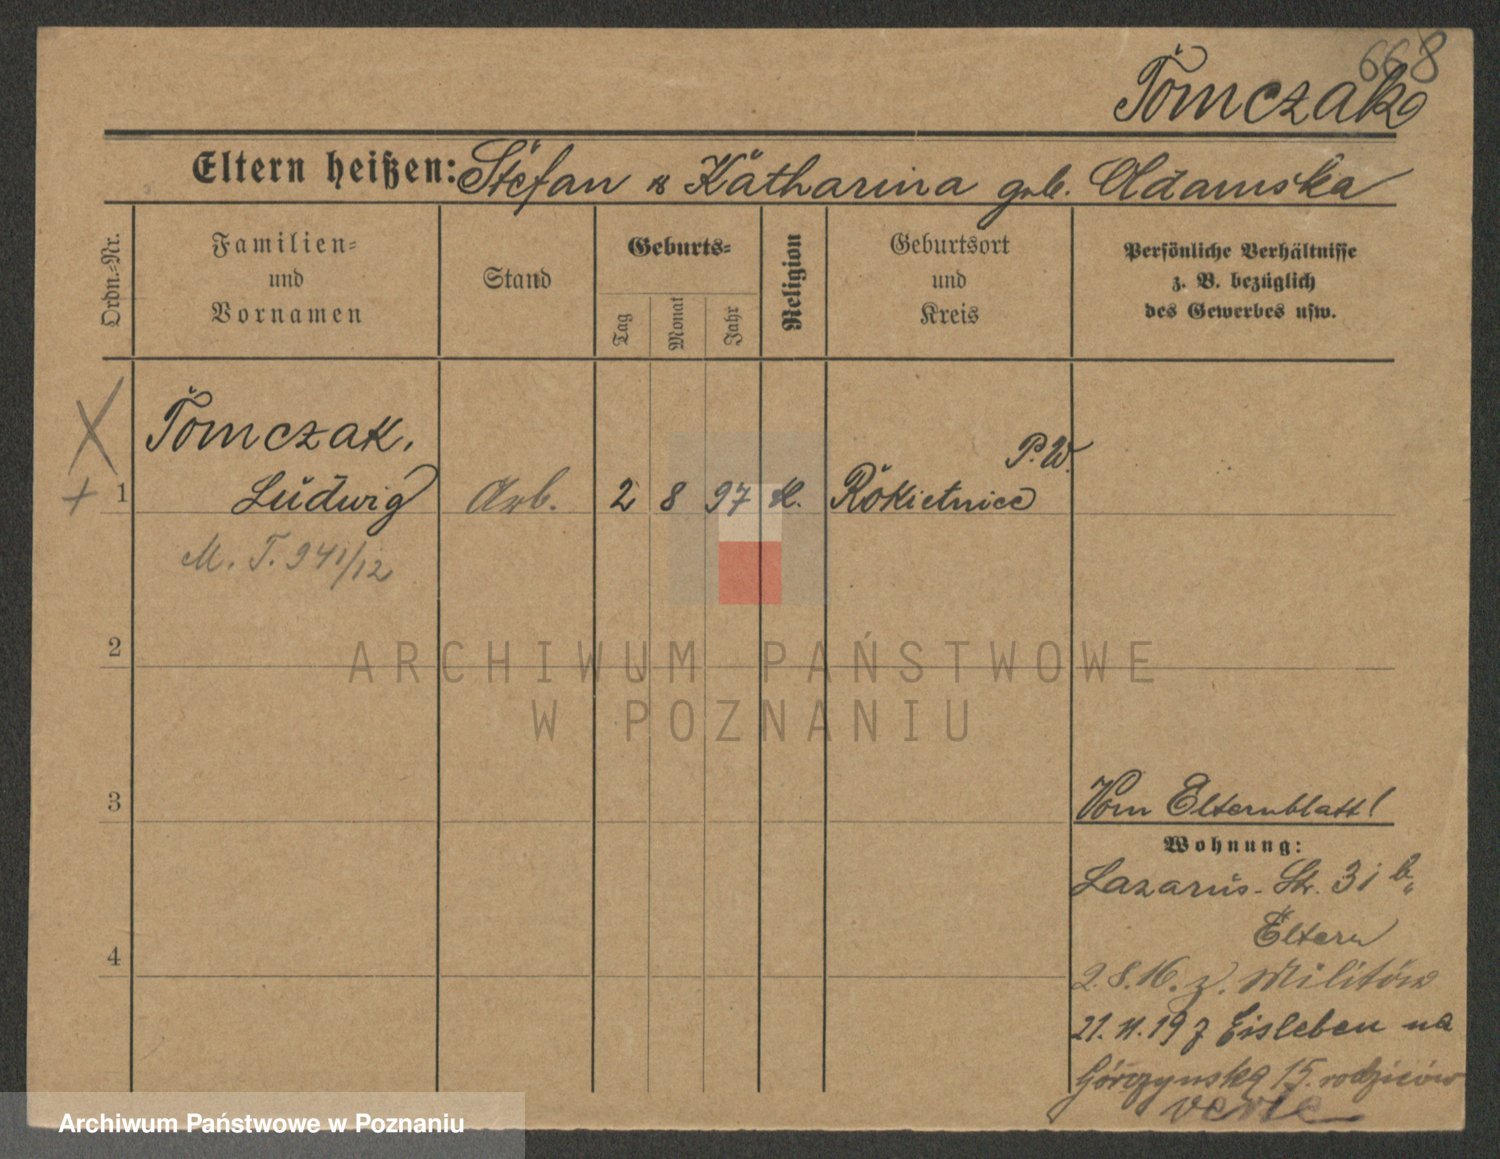 668
Tomczak
Eltern heißen: Stefan & Katharina geb. Adamska
Ordn.-Nr.
Familien-
und
Vornamen
Stand
Geburts-
Tag
Monat
Jahr
Religion
Geburtsort
und
Kreis
Persönliche Verhältnisse
z. B. bezüglich
des Gewerbes usw.
Tomczak,
P. W.
1 Ludwig Arb. 2 8 97 K. Rokietnice
M. T. 941/12
2
ARCHIWUM PAŃSTWOWE
W POZNANIU
3
Vom Elternblatt!
Wohnung:
Lazarus-Str. 31 b
Eltern
4
2.8.16. z. Militär
21.11.19 z Eisleben na
Górczynska 15. rodziców
verte
Archiwum Państwowe w Poznaniu